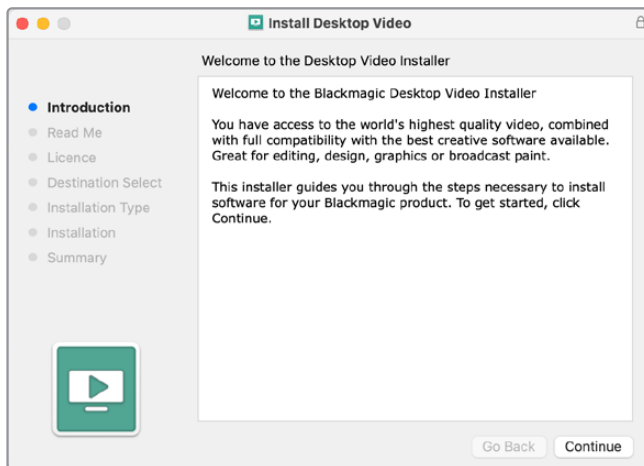 Install Desktop Video
Welcome to the Desktop Video Installer
Introduction
Read Me
Licence
Destination Select
Installation Type
Installation
Summary
Welcome to the Blackmagic Desktop Video Installer
You have access to the world's highest quality video, combined
with full compatibility with the best creative software available.
Great for editing, design, graphics or broadcast paint.
This installer guides you through the steps necessary to install
software for your Blackmagic product. To get started, click
Continue.
Go Back
Continue